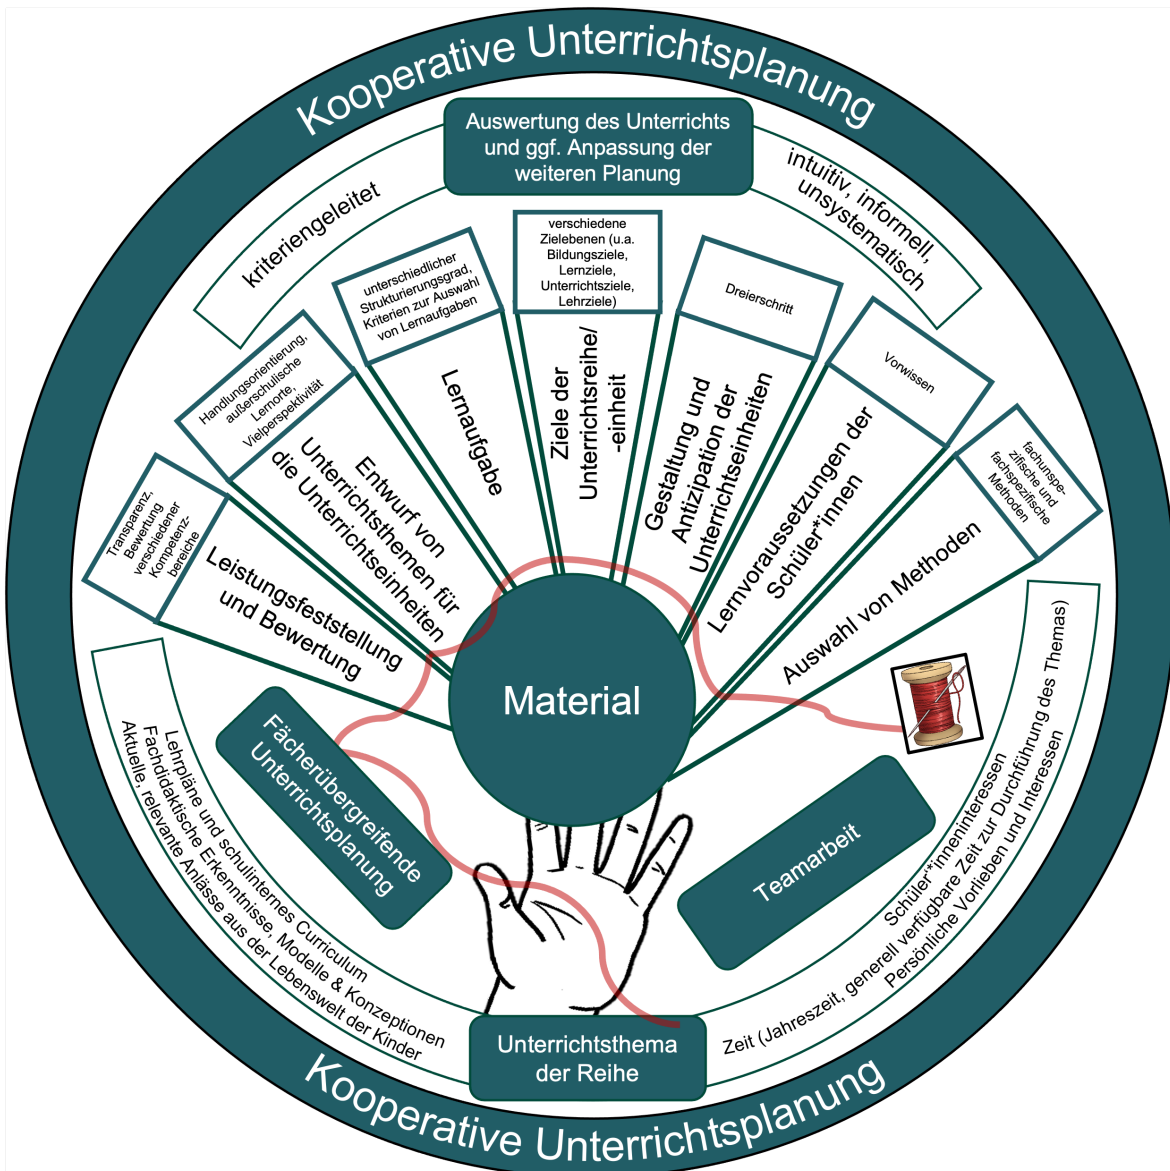 Kooperative Unterrichtsplanung
Auswertung des Unterrichts
und ggf. Anpassung der
weiteren Planung
kriteriengeleitet
intuitiv, informell,
unsystematisch
Transparenz,
Bewertung
verschiedener
Kompetenz-
bereiche
Leistungsfeststellung
und Bewertung
Handlungsorientierung,
außerschulische
Lernorte,
Vielperspektivität
Entwurf von
Unterrichtsthemen für
die Unterrichtseinheiten
unterschiedlicher
Strukturierungsgrad,
Kriterien zur Auswahl
von Lernaufgaben
Lernaufgabe
verschiedene
Zielebenen (u.a.
Bildungsziele,
Lernziele,
Unterrichtsziele,
Lehrziele)
Ziele der
Unterrichtsreihe/
-einheit
Dreierschritt
Gestaltung und
Antizipation der
Unterrichtseinheiten
Vorwissen
Lernvoraussetzungen der
Schüler*innen
fachunspe-
zifische und
fachspezifische
Methoden
Auswahl von Methoden
Material
Fächerübergreifende
Unterrichtsplanung
Teamarbeit
Lehrpläne und schulinternes Curriculum
Fachdidaktische Erkenntnisse, Modelle & Konzeptionen
Aktuelle, relevante Anlässe aus der Lebenswelt der Kinder
Schüler*inneninteressen
Zeit (Jahreszeit, generell verfügbare Zeit zur Durchführung des Themas)
Persönliche Vorlieben und Interessen
Unterrichtsthema
der Reihe
Kooperative Unterrichtsplanung